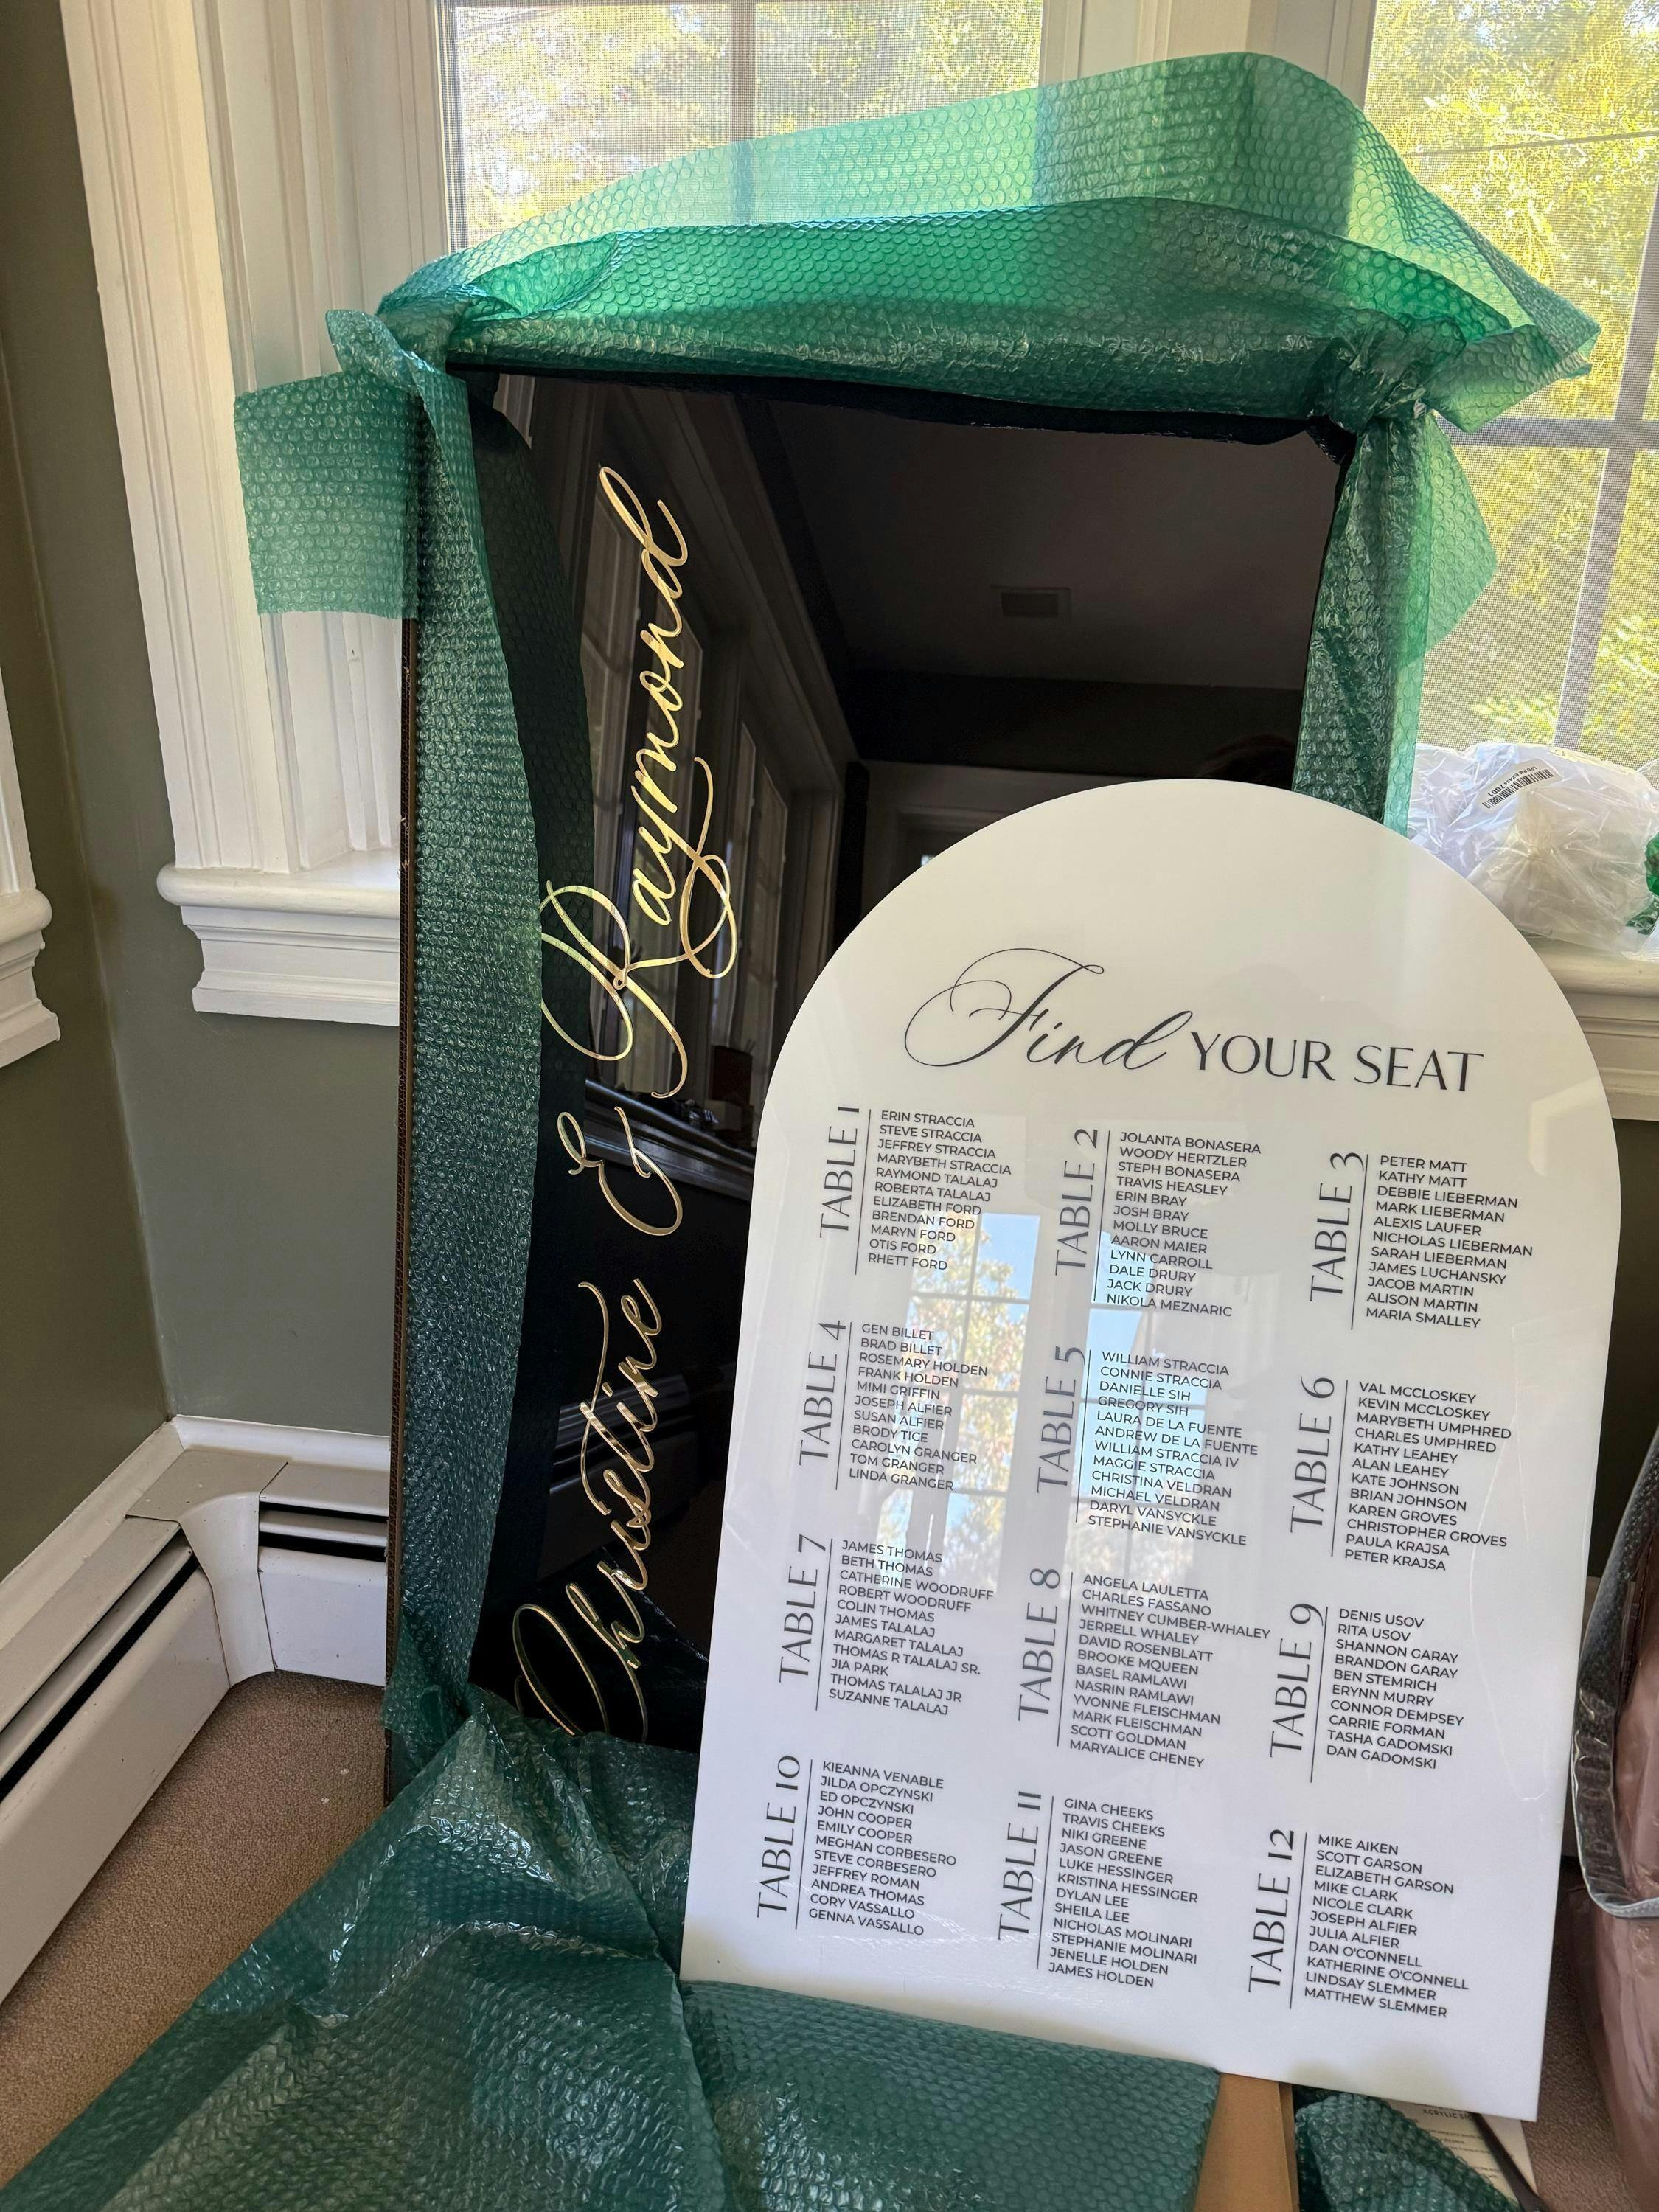 Christine & Raymond
Find YOUR SEAT
TABLE 1
ERIN STRACCIA
STEVE STRACCIA
JEFFREY STRACCIA
MARYBETH STRACCIA
RAYMOND TALALAJ
ROBERTA TALALAJ
ELIZABETH FORD
BRENDAN FORD
MARYN FORD
OTIS FORD
RHETT FORD
TABLE 2
JOLANTA BONASERA
WOODY HERTZLER
STEPH BONASERA
TRAVIS HEASLEY
ERIN BRAY
JOSH BRAY
MOLLY BRUCE
AARON MAIER
LYNN CARROLL
DALE DRURY
JACK DRURY
NIKOLA MEZNARIC
TABLE 3
PETER MATT
KATHY MATT
DEBBIE LIEBERMAN
MARK LIEBERMAN
ALEXIS LAUFER
NICHOLAS LIEBERMAN
SARAH LIEBERMAN
JAMES LUCHANSKY
JACOB MARTIN
ALISON MARTIN
MARIA SMALLEY
TABLE 4
GEN BILLET
BRAD BILLET
ROSEMARY HOLDEN
FRANK HOLDEN
MIMI GRIFFIN
JOSEPH ALFIER
SUSAN ALFIER
BRODY TICE
CAROLYN GRANGER
TOM GRANGER
LINDA GRANGER
TABLE 5
WILLIAM STRACCIA
CONNIE STRACCIA
DANIELLE SIH
GREGORY SIH
LAURA DE LA FUENTE
ANDREW DE LA FUENTE
WILLIAM STRACCIA IV
MAGGIE STRACCIA
CHRISTINA VELDRAN
MICHAEL VELDRAN
DARYL VANSYCKLE
STEPHANIE VANSYCKLE
TABLE 6
VAL MCCLOSKEY
KEVIN MCCLOSKEY
MARYBETH UMPHRED
CHARLES UMPHRED
KATHY LEAHEY
ALAN LEAHEY
KATE JOHNSON
BRIAN JOHNSON
KAREN GROVES
CHRISTOPHER GROVES
PAULA KRAJSA
PETER KRAJSA
TABLE 7
JAMES THOMAS
BETH THOMAS
CATHERINE WOODRUFF
ROBERT WOODRUFF
COLIN THOMAS
JAMES TALALAJ
MARGARET TALALAJ
THOMAS R TALALAJ SR.
JIA PARK
THOMAS TALALAJ JR
SUZANNE TALALAJ
TABLE 8
ANGELA LAULETTA
CHARLES FASSANO
WHITNEY CUMBER-WHALEY
JERRELL WHALEY
DAVID ROSENBLATT
BROOKE MQUEEN
BASEL RAMLAWI
NASRIN RAMLAWI
YVONNE FLEISCHMAN
MARK FLEISCHMAN
SCOTT GOLDMAN
MARYALICE CHENEY
TABLE 9
DENIS USOV
RITA USOV
SHANNON GARAY
BRANDON GARAY
BEN STEMRICH
ERYNN MURRY
CONNOR DEMPSEY
CARRIE FORMAN
TASHA GADOMSKI
DAN GADOMSKI
TABLE 10
KIEANNA VENABLE
JILDA OPCZYNSKI
ED OPCZYNSKI
JOHN COOPER
EMILY COOPER
MEGHAN CORBESERO
STEVE CORBESERO
JEFFREY ROMAN
ANDREA THOMAS
CORY VASSALLO
GENNA VASSALLO
TABLE 11
GINA CHEEKS
TRAVIS CHEEKS
NIKI GREENE
JASON GREENE
LUKE HESSINGER
KRISTINA HESSINGER
DYLAN LEE
SHEILA LEE
NICHOLAS MOLINARI
STEPHANIE MOLINARI
JENELLE HOLDEN
JAMES HOLDEN
TABLE 12
MIKE AIKEN
SCOTT GARSON
ELIZABETH GARSON
MIKE CLARK
NICOLE CLARK
JOSEPH ALFIER
JULIA ALFIER
DAN O'CONNELL
KATHERINE O'CONNELL
LINDSAY SLEMMER
MATTHEW SLEMMER